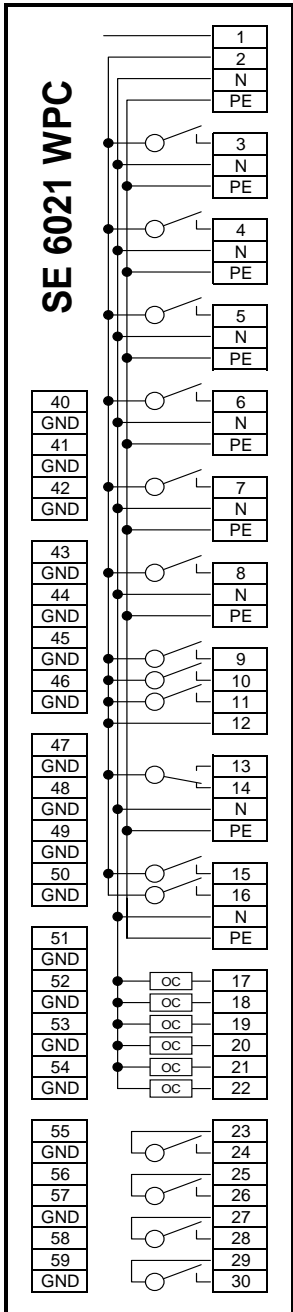 SE 6021 WPC
1
2
N
PE
3
N
PE
4
N
PE
5
N
PE
40
GND
41
GND
42
GND
6
N
PE
7
N
PE
43
GND
44
GND
45
GND
46
GND
8
N
PE
9
10
11
12
47
GND
48
GND
49
GND
50
GND
13
14
N
PE
15
16
N
PE
51
GND
52
GND
53
GND
54
GND
OC 17
OC 18
OC 19
OC 20
OC 21
OC 22
55
GND
56
57
GND
58
59
GND
23
24
25
26
27
28
29
30